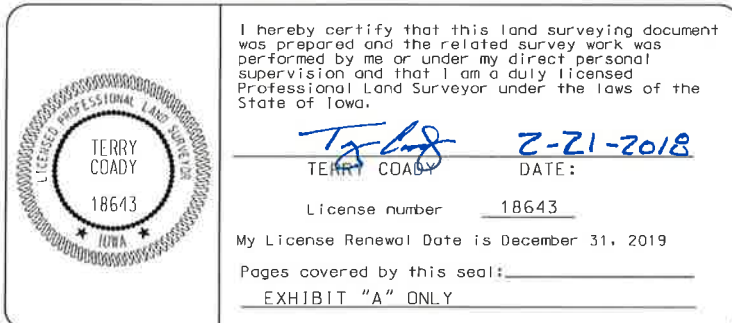 LICENSED PROFESSIONAL LAND SURVEYOR
TERRY
COADY
18643
★ IOWA ★
I hereby certify that this land surveying document
was prepared and the related survey work was
performed by me or under my direct personal
supervision and that I am a duly licensed
Professional Land Surveyor under the laws of the
State of Iowa.
2-21-2018
TERRY COADY DATE:
License number 18643
My License Renewal Date is December 31, 2019
Pages covered by this seal:
EXHIBIT "A" ONLY